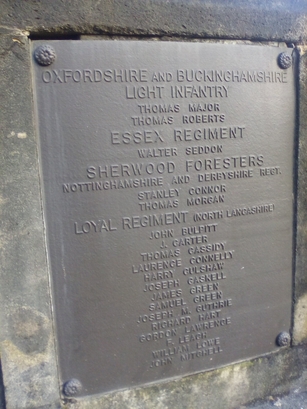 OXFORDSHIRE AND BUCKINGHAMSHIRE
LIGHT INFANTRY
THOMAS MAJOR
THOMAS ROBERTS
ESSEX REGIMENT
WALTER SEDDON
SHERWOOD FORESTERS
NOTTINGHAMSHIRE AND DERBYSHIRE REGT.
STANLEY CONNOR
THOMAS MORGAN
LOYAL REGIMENT (NORTH LANCASHIRE)
JOHN BULPITT
J. CARTER
THOMAS CASSIDY
LAURENCE CONNELLY
HARRY CULSHAW
JOSEPH GASKELL
JAMES GREEN
SAMUEL GREEN
JOSEPH M. GUTHRIE
RICHARD HART
GORDON LAWRENCE
F. LEACH
WILLIAM LOWE
JOHN MITCHELL